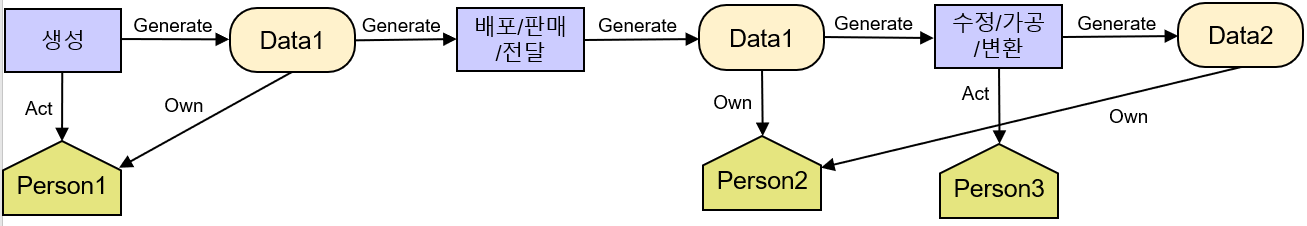 생성
Generate
Data1
Generate
배포/판매
/전달
Generate
Data1
Generate
수정/가공
/변환
Generate
Data2
Act
Own
Own
Act
Own
Person1
Person2
Person3